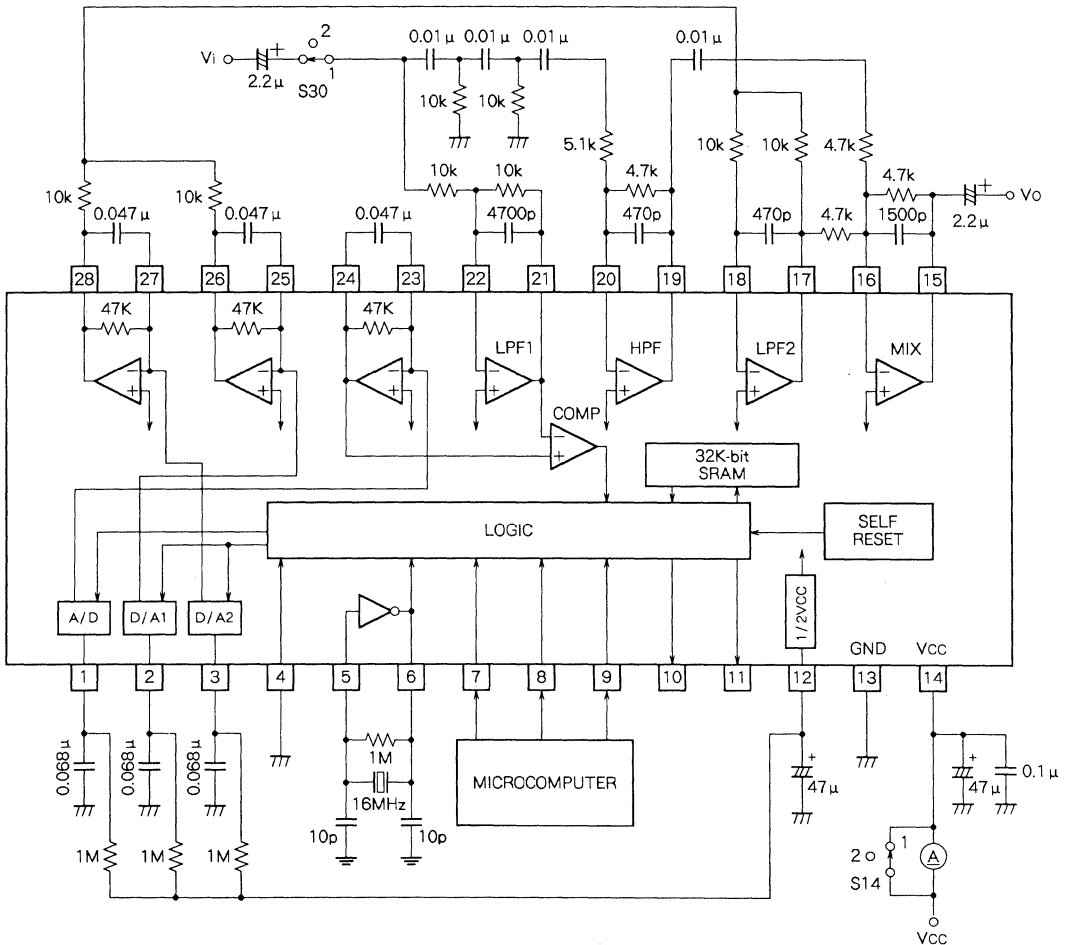 2
Vi
+
2.2μ
1
S30
0.01μ
0.01μ
0.01μ
0.01μ
10k
10k
5.1k
10k
10k
4.7k
10k
10k
10k
10k
4.7k
4.7k
+
Vo
2.2μ
0.047μ
0.047μ
0.047μ
4700p
470p
470p
4.7k
1500p
28
27
26
25
24
23
22
21
20
19
18
17
16
15
47K
47K
47K
LPF1
HPF
LPF2
MIX
−
+
−
+
−
+
−
+
−
+
−
+
−
+
COMP
−
+
32K-bit
SRAM
LOGIC
SELF
RESET
A/D
D/A1
D/A2
1/2VCC
GND
VCC
1
2
3
4
5
6
7
8
9
10
11
12
13
14
0.068μ
0.068μ
0.068μ
1M
16MHz
10p
10p
MICROCOMPUTER
+
47μ
+
47μ
0.1μ
1M
1M
1M
2
1
S14
A
VCC